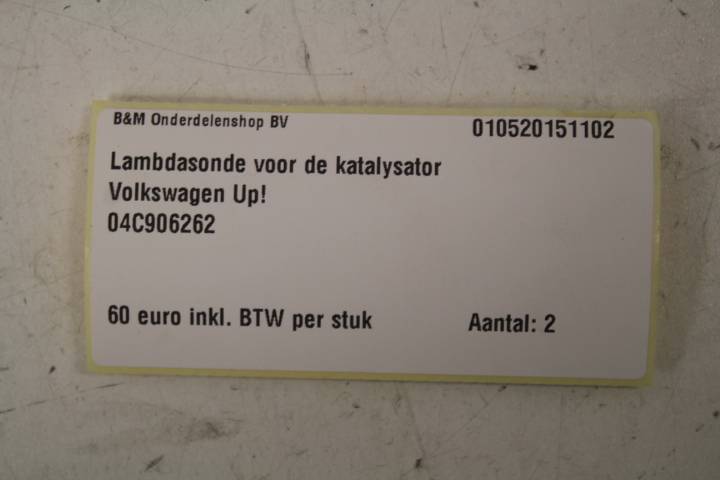 B&M Onderdelenshop BV
010520151102
Lambdasonde voor de katalysator
Volkswagen Up!
04C906262
60 euro inkl. BTW per stuk
Aantal: 2